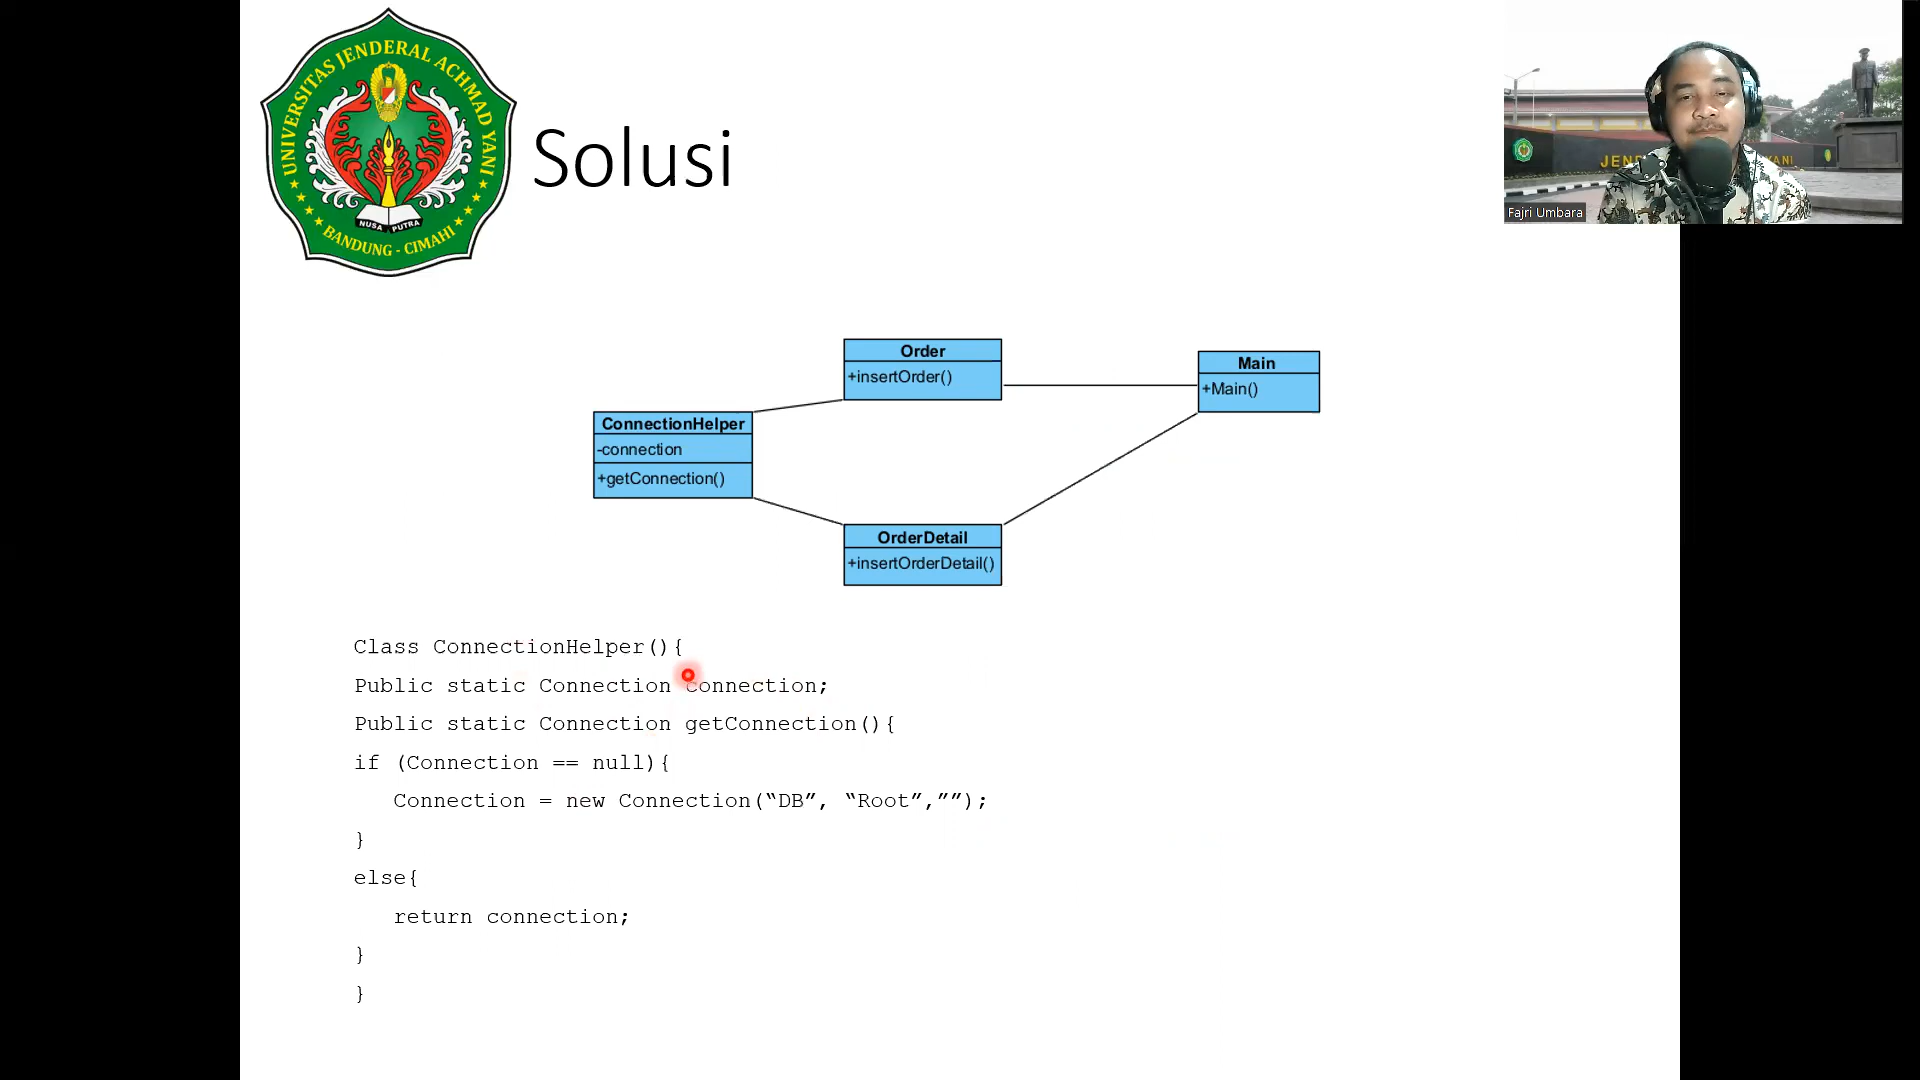 UNIVERSITAS JENDERAL ACHMAD YANI
NUSA PUTRA
BANDUNG - CIMAHI
Solusi
JEN
ANI
Fajri Umbara
Order
+insertOrder()
Main
+Main()
ConnectionHelper
-connection
+getConnection()
OrderDetail
+insertOrderDetail()
Class ConnectionHelper(){
Public static Connection connection;
Public static Connection getConnection(){
if (Connection == null){
Connection = new Connection(“DB”, “Root”,””);
}
else{
return connection;
}
}